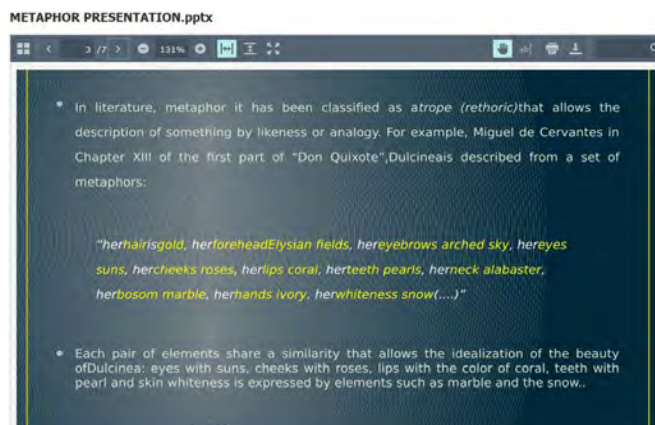 METAPHOR PRESENTATION.pptx
3 /7 131%
• In literature, metaphor it has been classified as atrope (rethoric)that allows the
description of something by likeness or analogy. For example, Miguel de Cervantes in
Chapter XIII of the first part of “Don Quixote”,Dulcineais described from a set of
metaphors:
“herhairisgold, herforeheadElysian fields, hereyebrows arched sky, hereyes
suns, hercheeks roses, herlips coral, herteeth pearls, herneck alabaster,
herbosom marble, herhands ivory, herwhiteness snow(....)”
• Each pair of elements share a similarity that allows the idealization of the beauty
ofDulcinea: eyes with suns, cheeks with roses, lips with the color of coral, teeth with
pearl and skin whiteness is expressed by elements such as marble and the snow..